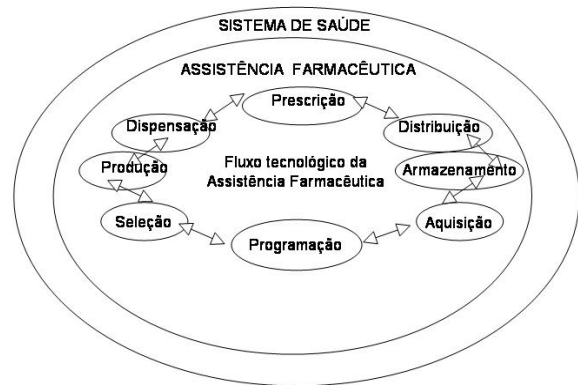 SISTEMA DE SAÚDE
ASSISTÊNCIA FARMACÊUTICA
Prescrição
Dispensação
Distribuição
Produção
Fluxo tecnológico da
Assistência Farmacêutica
Armazenamento
Seleção
Aquisição
Programação